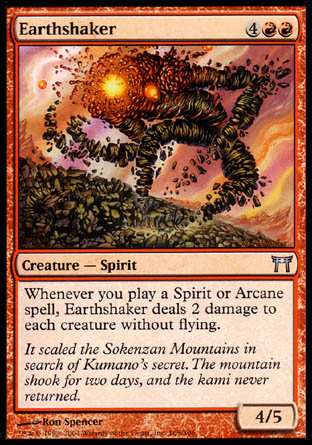 Earthshaker 4
Creature — Spirit
Whenever you play a Spirit or Arcane
spell, Earthshaker deals 2 damage to
each creature without flying.
It scaled the Sokenzan Mountains in
search of Kumano's secret. The mountain
shook for two days, and the kami never
returned.
Ron Spencer
4/5